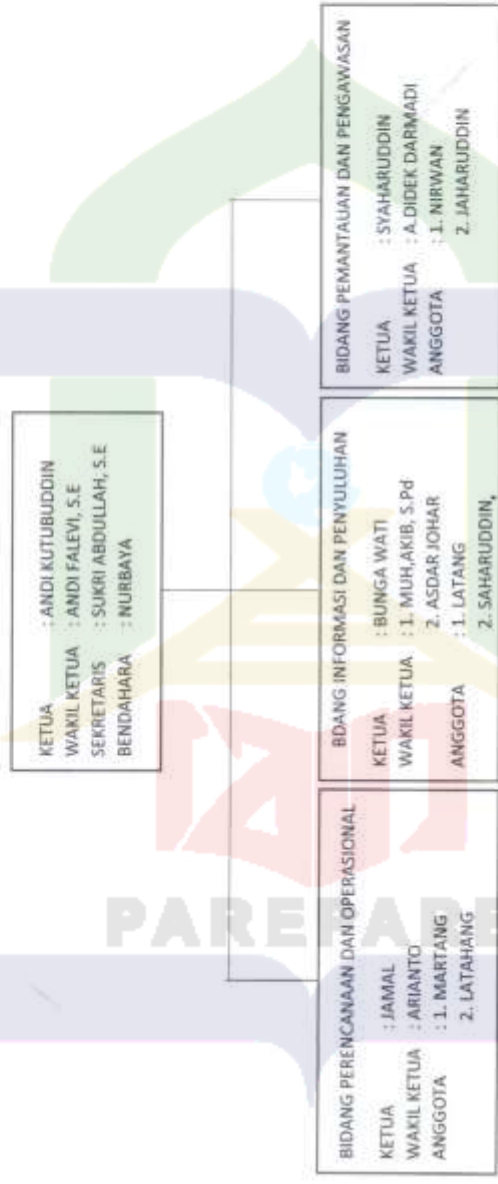 KETUA : ANDI KUTUBUDDIN
WAKIL KETUA : ANDI FALEVI, S.E
SEKRETARIS : SUKRI ABDULLAH, S.E
BENDAHARA : NURBAYA
BIDANG PERENCANAAN DAN OPERASIONAL
KETUA : JAMAL
WAKIL KETUA : ARIANTO
ANGGOTA : 1. MARTANG
2. LATAHANG
BDANG INFORMASI DAN PENYULUHAN
KETUA : BUNGA WATI
WAKIL KETUA : 1. MUH,AKIB, S.Pd
2. ASDAR JOHAR
ANGGOTA : 1. LATANG
2. SAHARUDDIN,
BIDANG PEMANTAUAN DAN PENGAWASAN
KETUA : SYAHARUDDIN
WAKIL KETUA : A.DIDEK DARMADI
ANGGOTA : 1. NIRWAN
2. JAHARUDDIN
PAREPARE